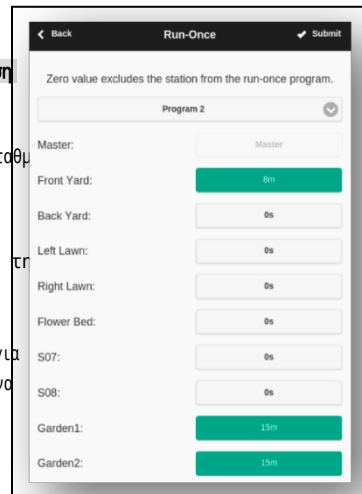 Back Run-Once Submit
Zero value excludes the station from the run-once program.
Program 2
Master: Master
Front Yard: 8m
Back Yard: 0s
Left Lawn: 0s
Right Lawn: 0s
Flower Bed: 0s
S07: 0s
S08: 0s
Garden1: 15m
Garden2: 15m